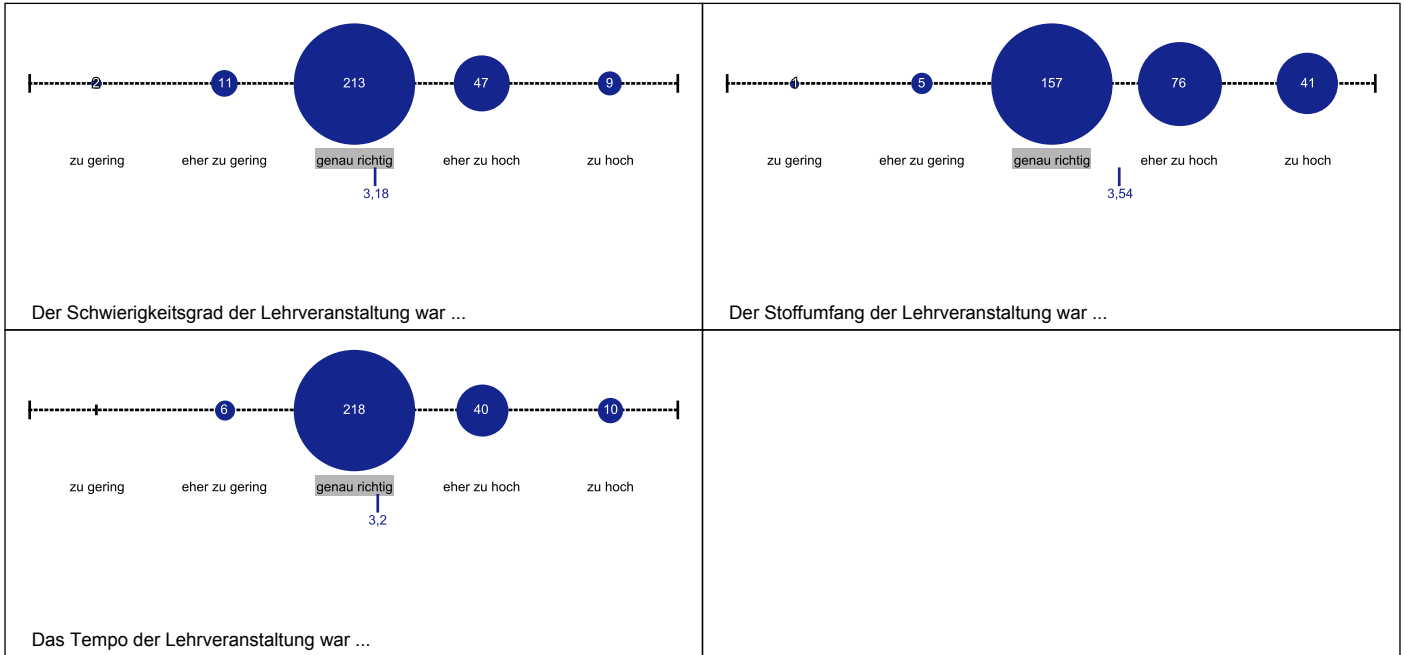 2 11 213 47 9
zu gering eher zu gering genau richtig eher zu hoch zu hoch
3,18
Der Schwierigkeitsgrad der Lehrveranstaltung war ...
1 5 157 76 41
zu gering eher zu gering genau richtig eher zu hoch zu hoch
3,54
Der Stoffumfang der Lehrveranstaltung war ...
6 218 40 10
zu gering eher zu gering genau richtig eher zu hoch zu hoch
3,2
Das Tempo der Lehrveranstaltung war ...